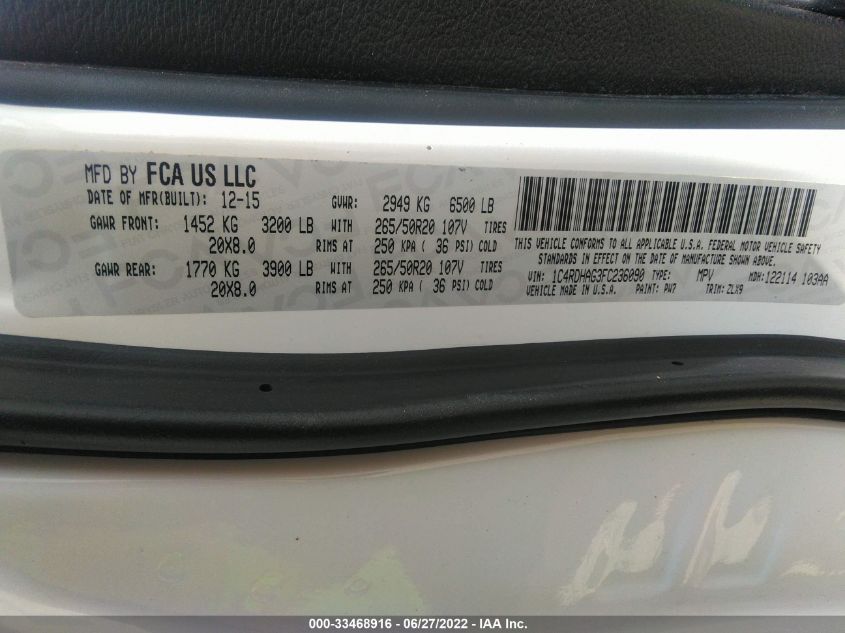 MFD BY FCA US LLC
DATE OF MFR(BUILT): 12-15 GVWR: 2949 KG 6500 LB
GAWR FRONT: 1452 KG 3200 LB WITH 265/50R20 107V TIRES
20X8.0 RIMS AT 250 KPA ( 36 PSI) COLD
GAWR REAR: 1770 KG 3900 LB WITH 265/50R20 107V TIRES
20X8.0 RIMS AT 250 KPA ( 36 PSI) COLD
THIS VEHICLE CONFORMS TO ALL APPLICABLE U.S.A. FEDERAL MOTOR VEHICLE SAFETY
STANDARDS IN EFFECT ON THE DATE OF MANUFACTURE SHOWN ABOVE.
VIN: 1C4RDHAG3FC236090 TYPE: MPV MDH:122114 103AA
VEHICLE MADE IN U.S.A. PAINT: PW7 TRIM: ZLX9
000-33468916 - 06/27/2022 - IAA Inc.